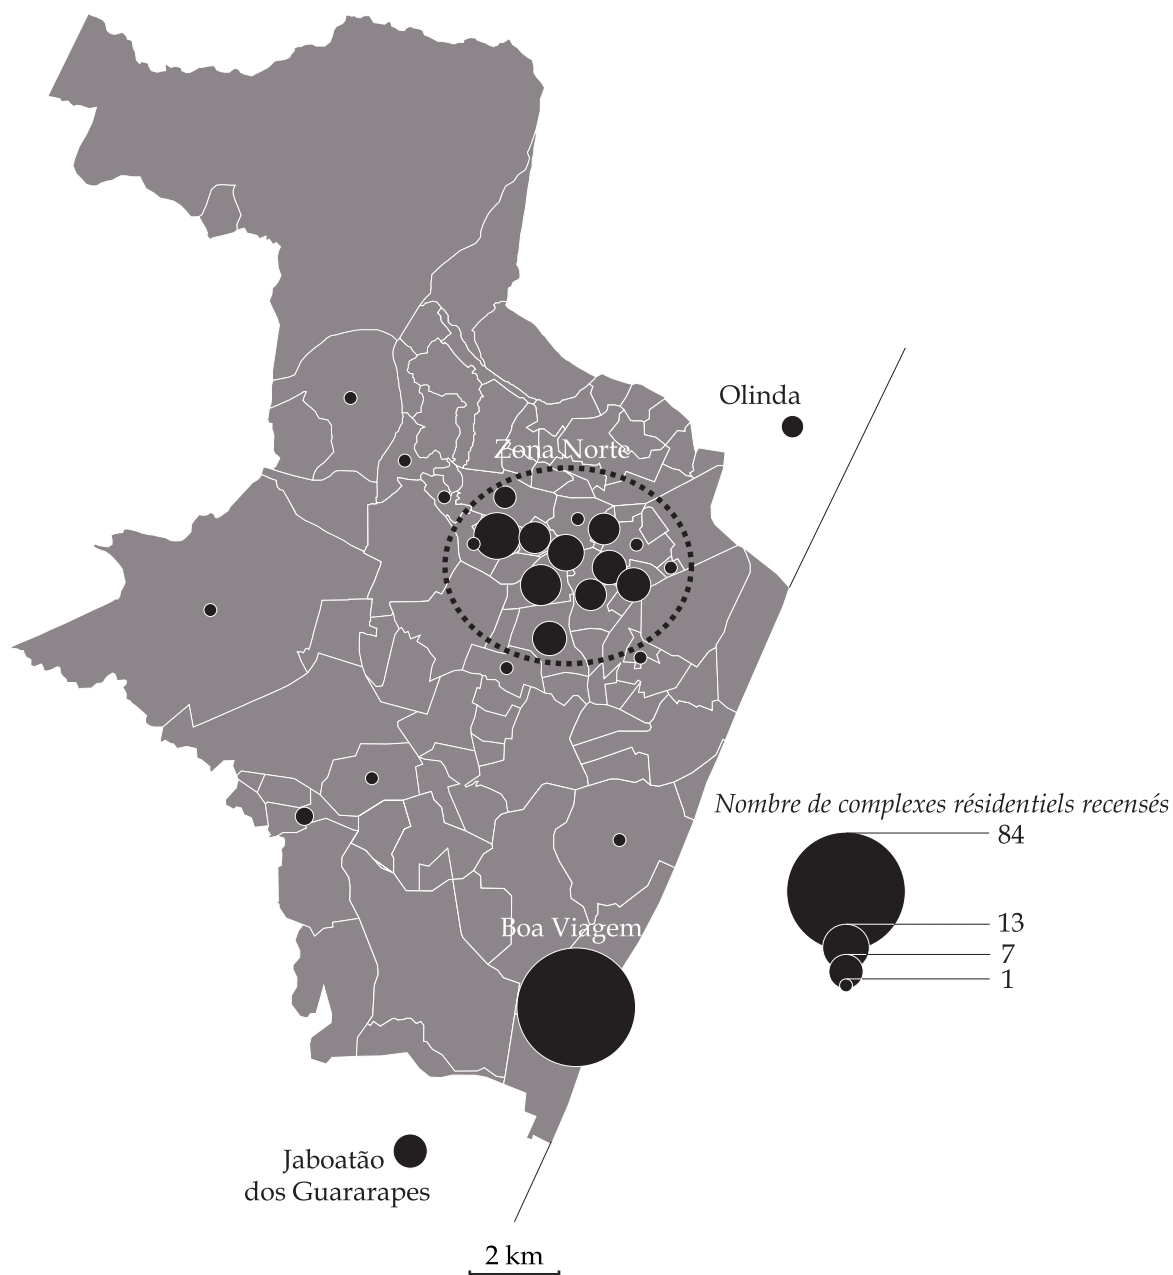 Olinda
Zona Norte
Nombre de complexes résidentiels recensés
84
13
7
1
Boa Viagem
Jaboatão
dos Guararapes
2 km